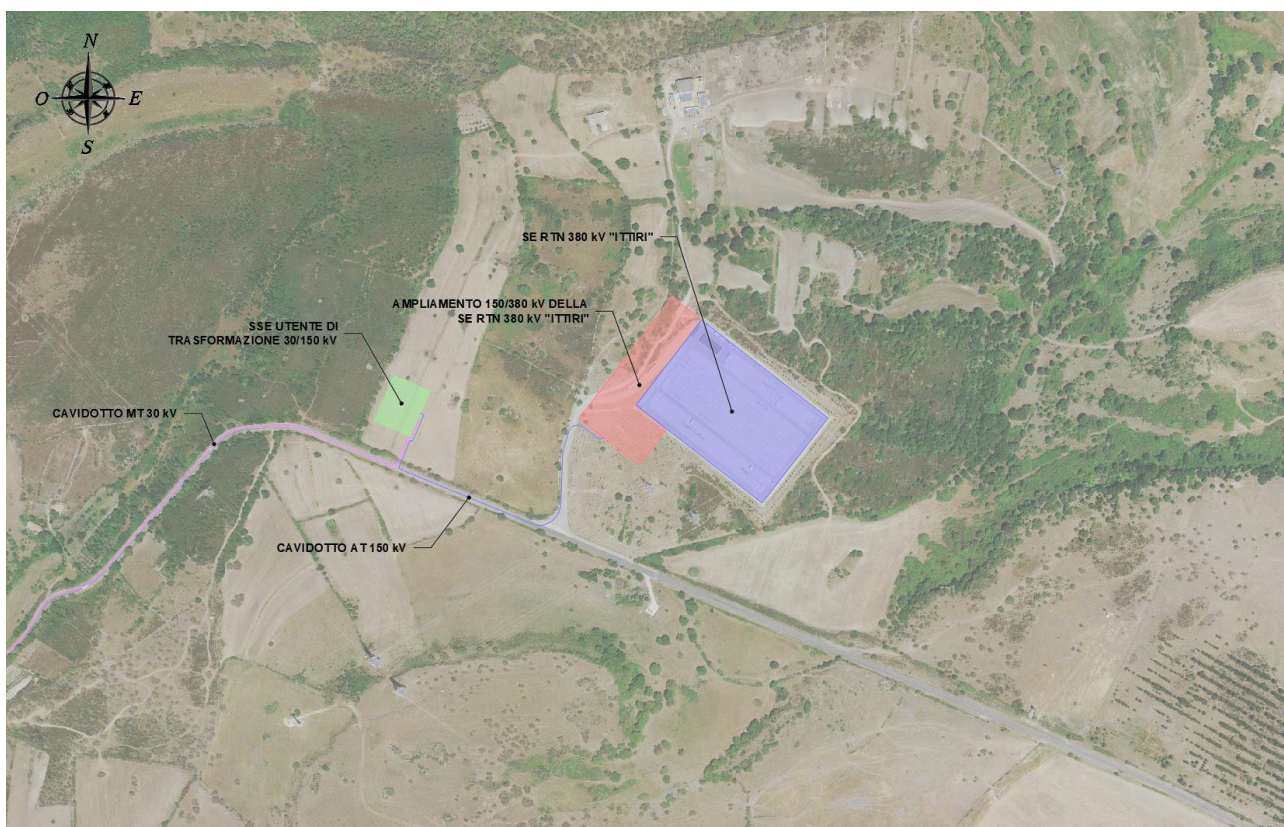 N
O E
S
SE RTN 380 kV "ITTIRI"
AMPLIAMENTO 150/380 kV DELLA
SE RTN 380 kV "ITTIRI"
SSE UTENTE DI
TRASFORMAZIONE 30/150 kV
CAVIDOTTO MT 30 kV
CAVIDOTTO AT 150 kV